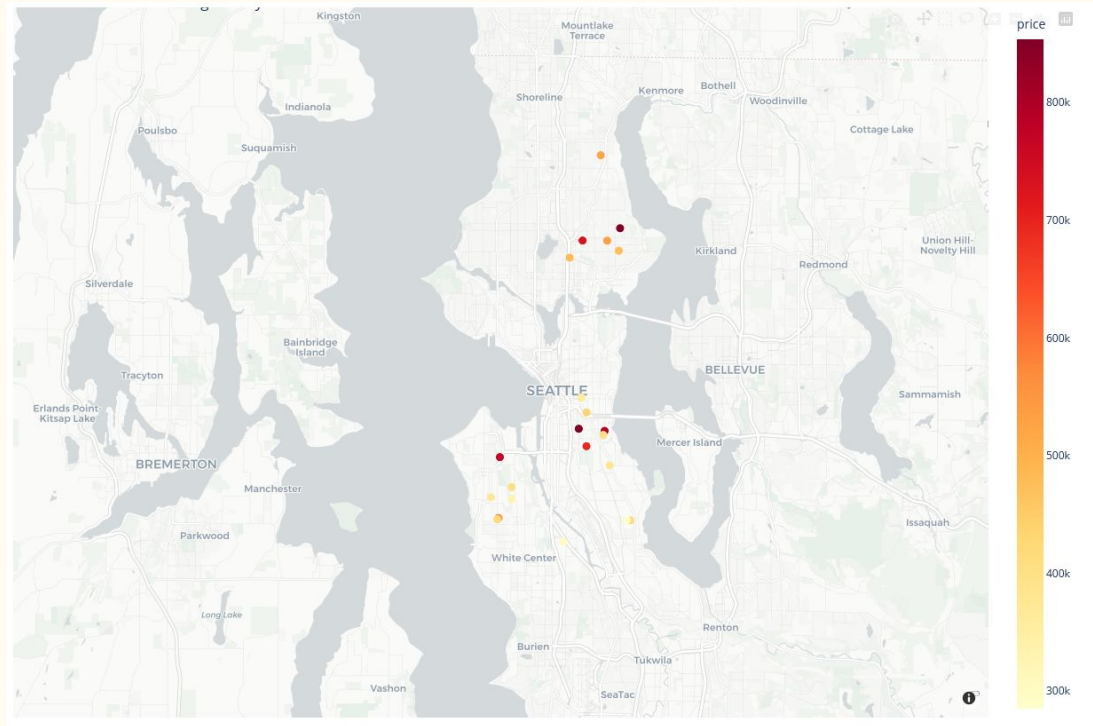 Kingston
price
Mountlake
Terrace
Shoreline
Kenmore
Bothell
Woodinville
800k
Indianola
Poulsbo
Suquamish
Cottage Lake
700k
Union Hill-
Novelty Hill
Kirkland
Redmond
Silverdale
600k
Bainbridge
Island
Tracyton
SEATTLE
BELLEVUE
Sammamish
Erlands Point
Kitsap Lake
Mercer Island
500k
BREMERTON
Manchester
Issaquah
Parkwood
White Center
400k
Long Lake
Renton
Burien
Tukwila
Vashon
SeaTac
300k